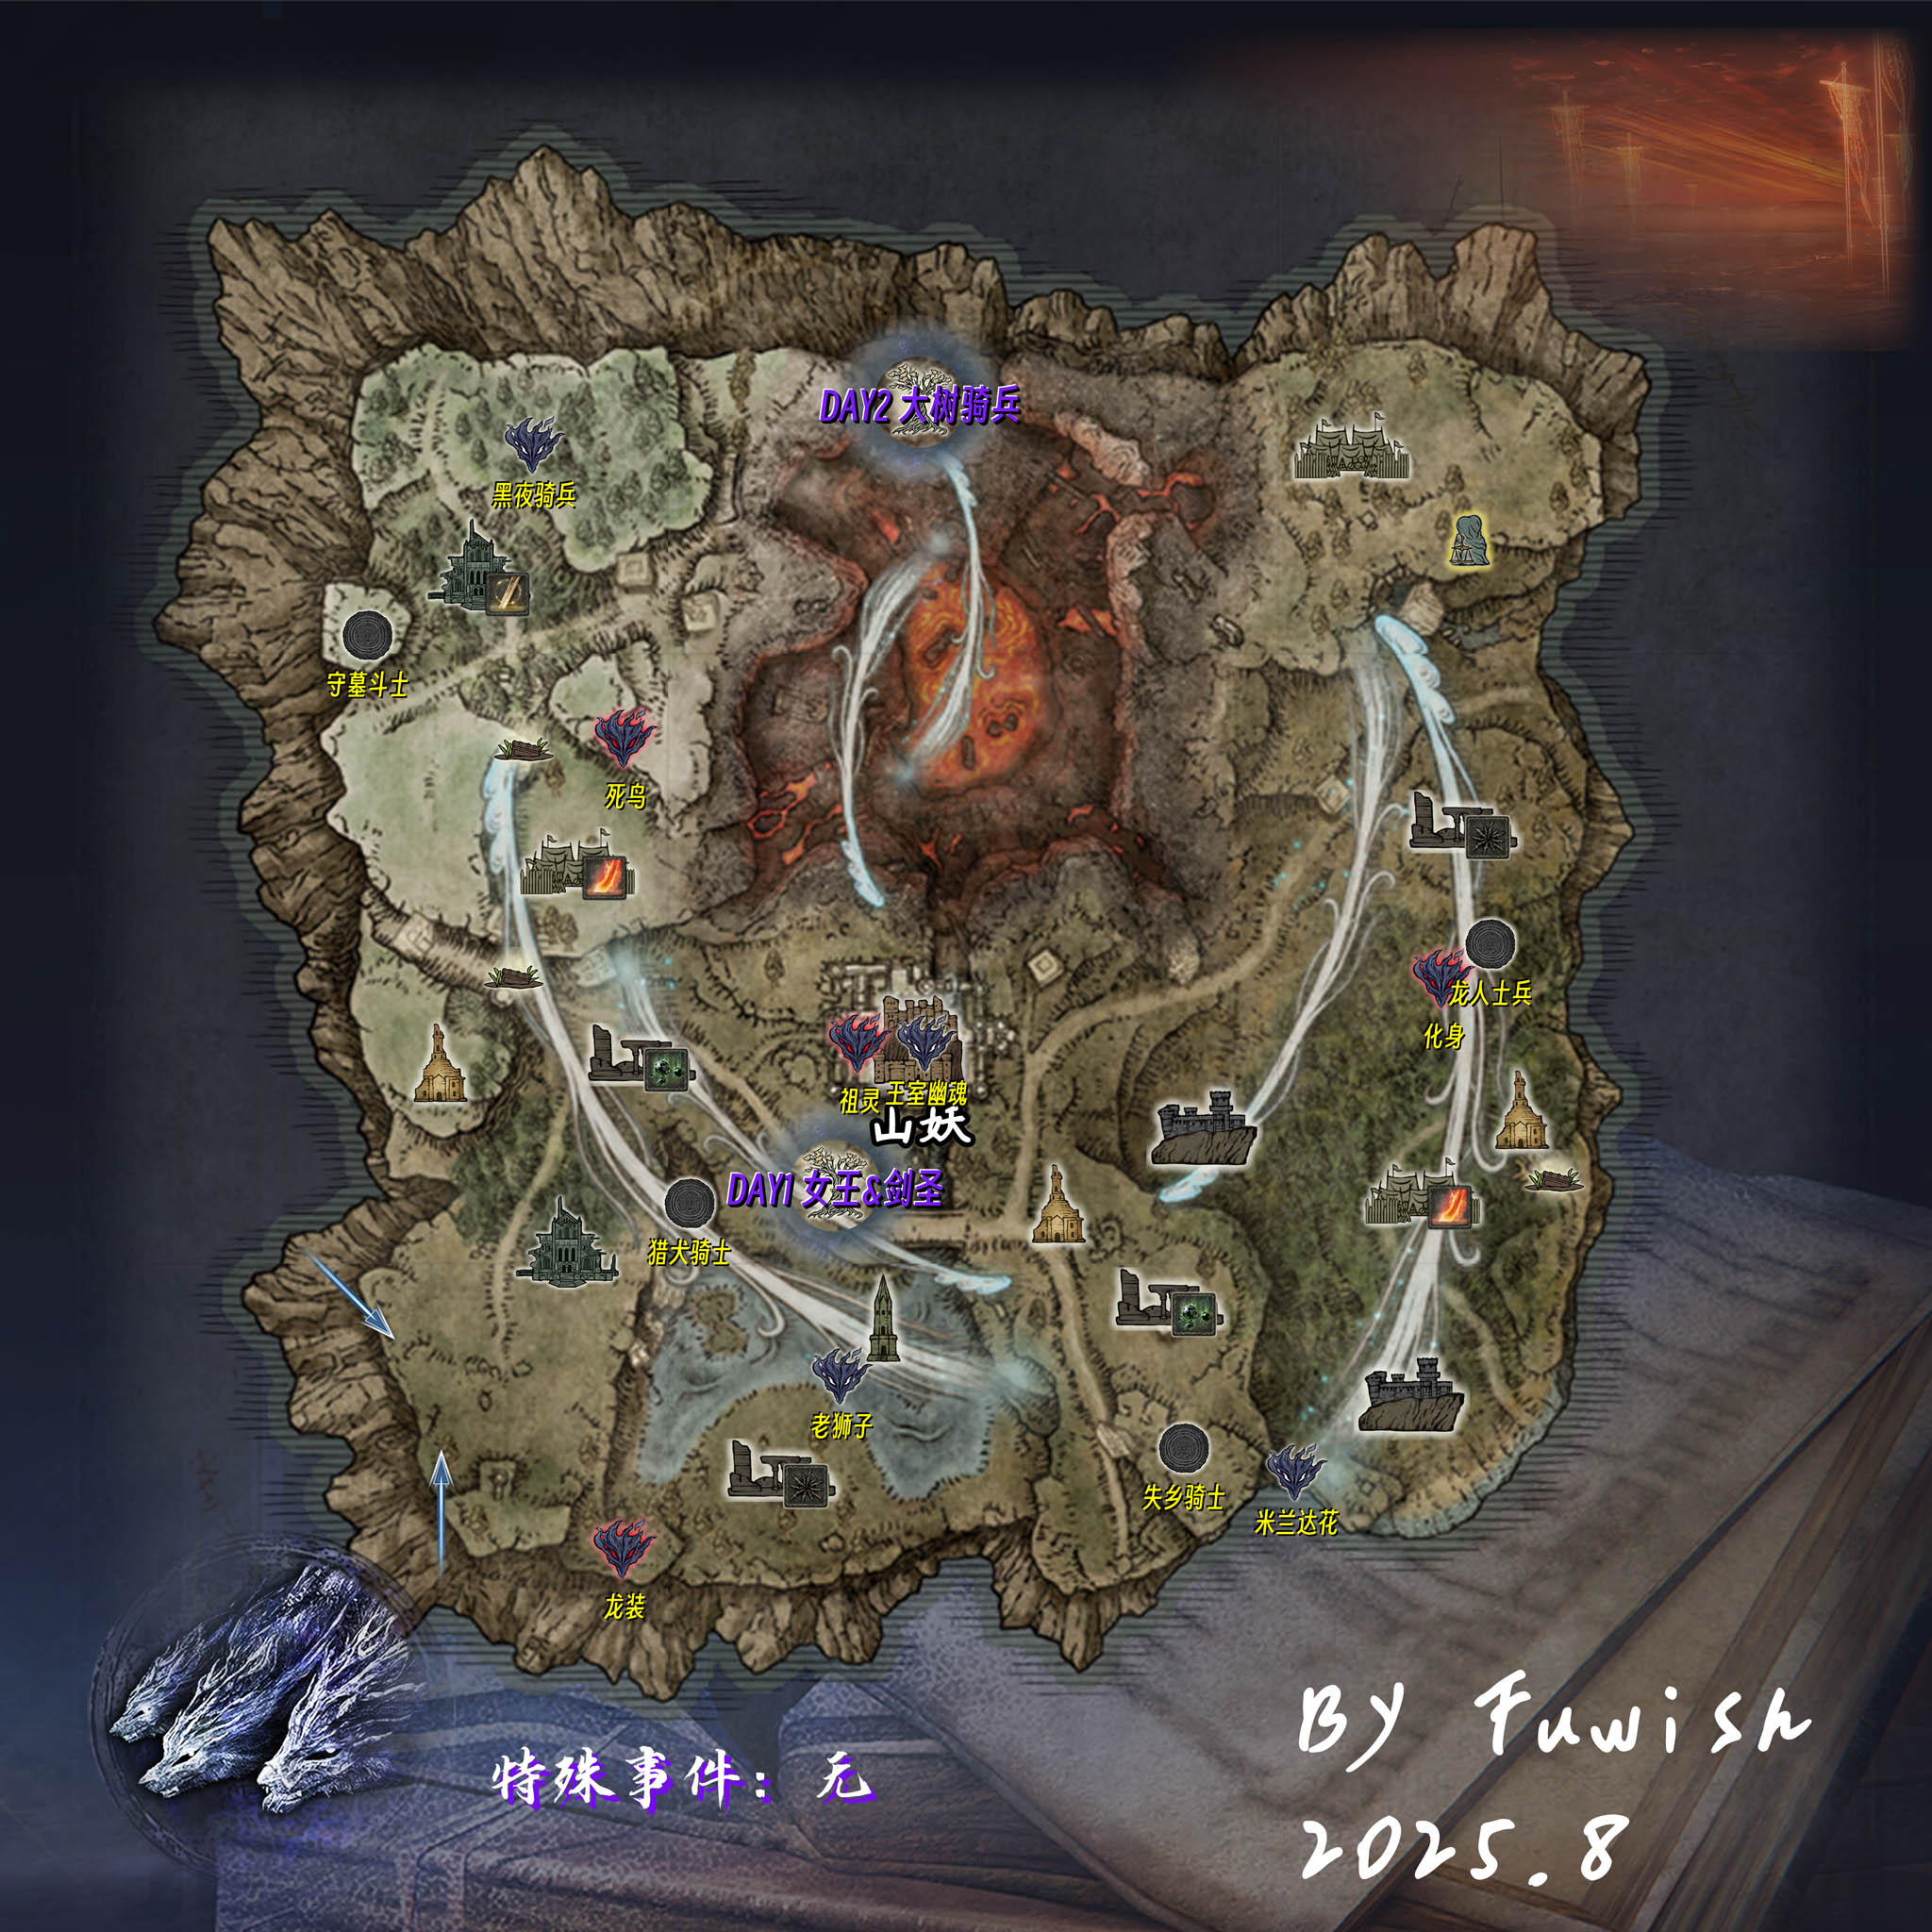 DAY2 大树骑兵
黑夜骑兵
守墓斗士
死鸟
龙人士兵
化身
祖灵
王室幽魂
山妖
DAY1 女王&剑圣
猎犬骑士
老狮子
失乡骑士
米兰达花
龙装
特殊事件：无
BY Fuwish
2025.8